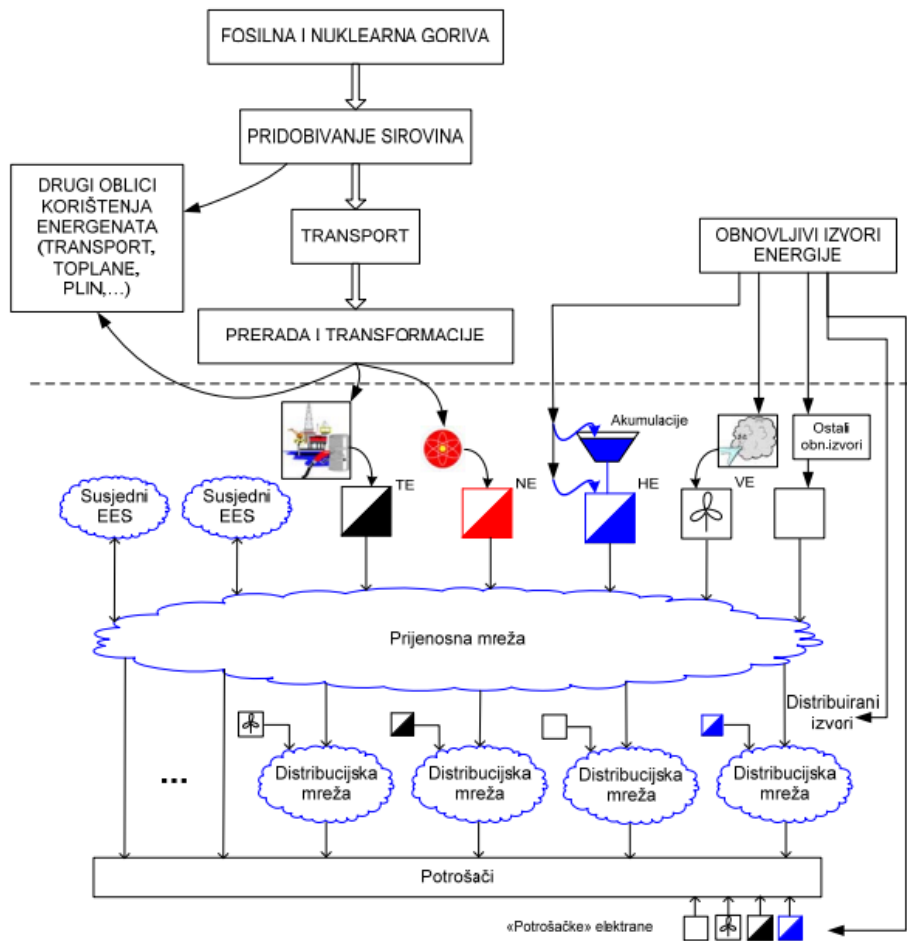 FOSILNA I NUKLEARNA GORIVA
PRIDOBIVANJE SIROVINA
DRUGI OBLICI
KORIŠTENJA
ENERGENATA
(TRANSPORT,
TOPLANE,
PLIN,...)
TRANSPORT
OBNOVLJIVI IZVORI
ENERGIJE
PRERADA I TRANSFORMACIJE
Akumulacije
Ostali
obn.izvori
TE
NE
HE
VE
Susjedni
EES
Susjedni
EES
Prijenosna mreža
Distribuirani
izvori
...
Distribucijska
mreža
Distribucijska
mreža
Distribucijska
mreža
Distribucijska
mreža
Potrošači
«Potrošačke» elektrane